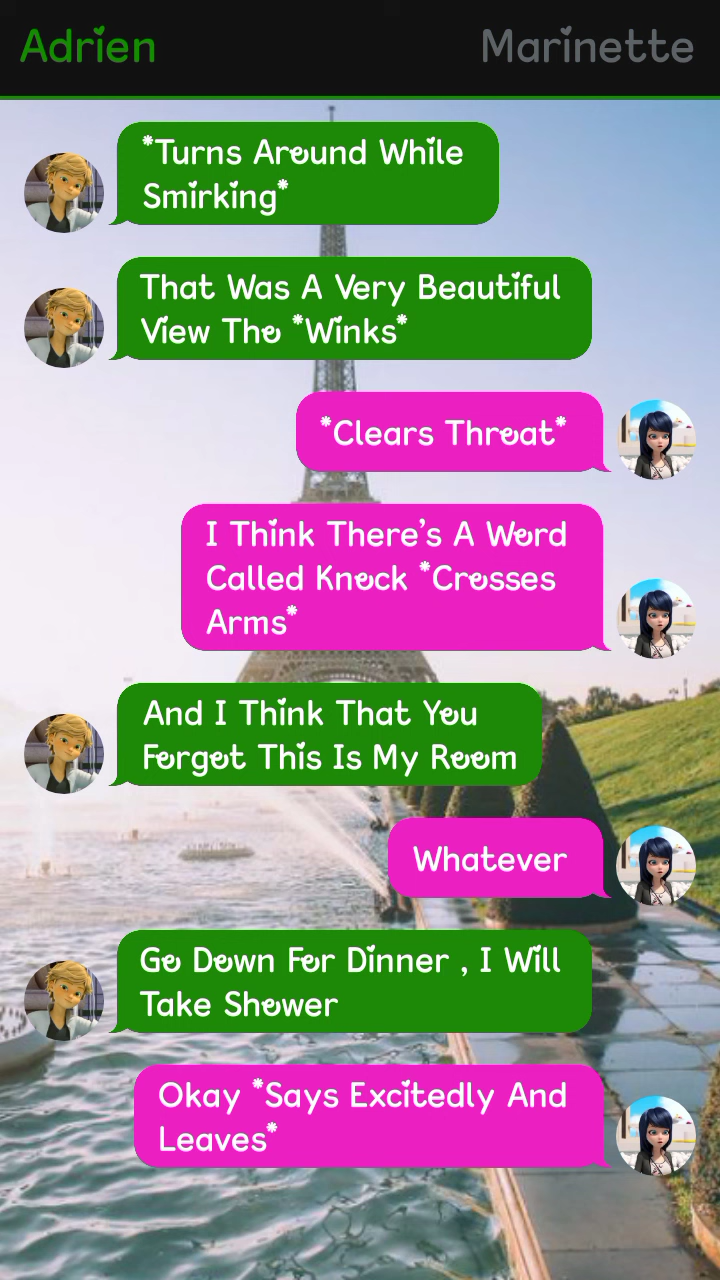 Adrien
Marinette
*Turns Around While
Smirking*
That Was A Very Beautiful
View Tho *Winks*
*Clears Throat*
I Think There's A Word
Called Knock *Crosses
Arms*
And I Think That You
Forgot This Is My Room
Whatever
Go Down For Dinner , I Will
Take Shower
Okay *Says Excitedly And
Leaves*